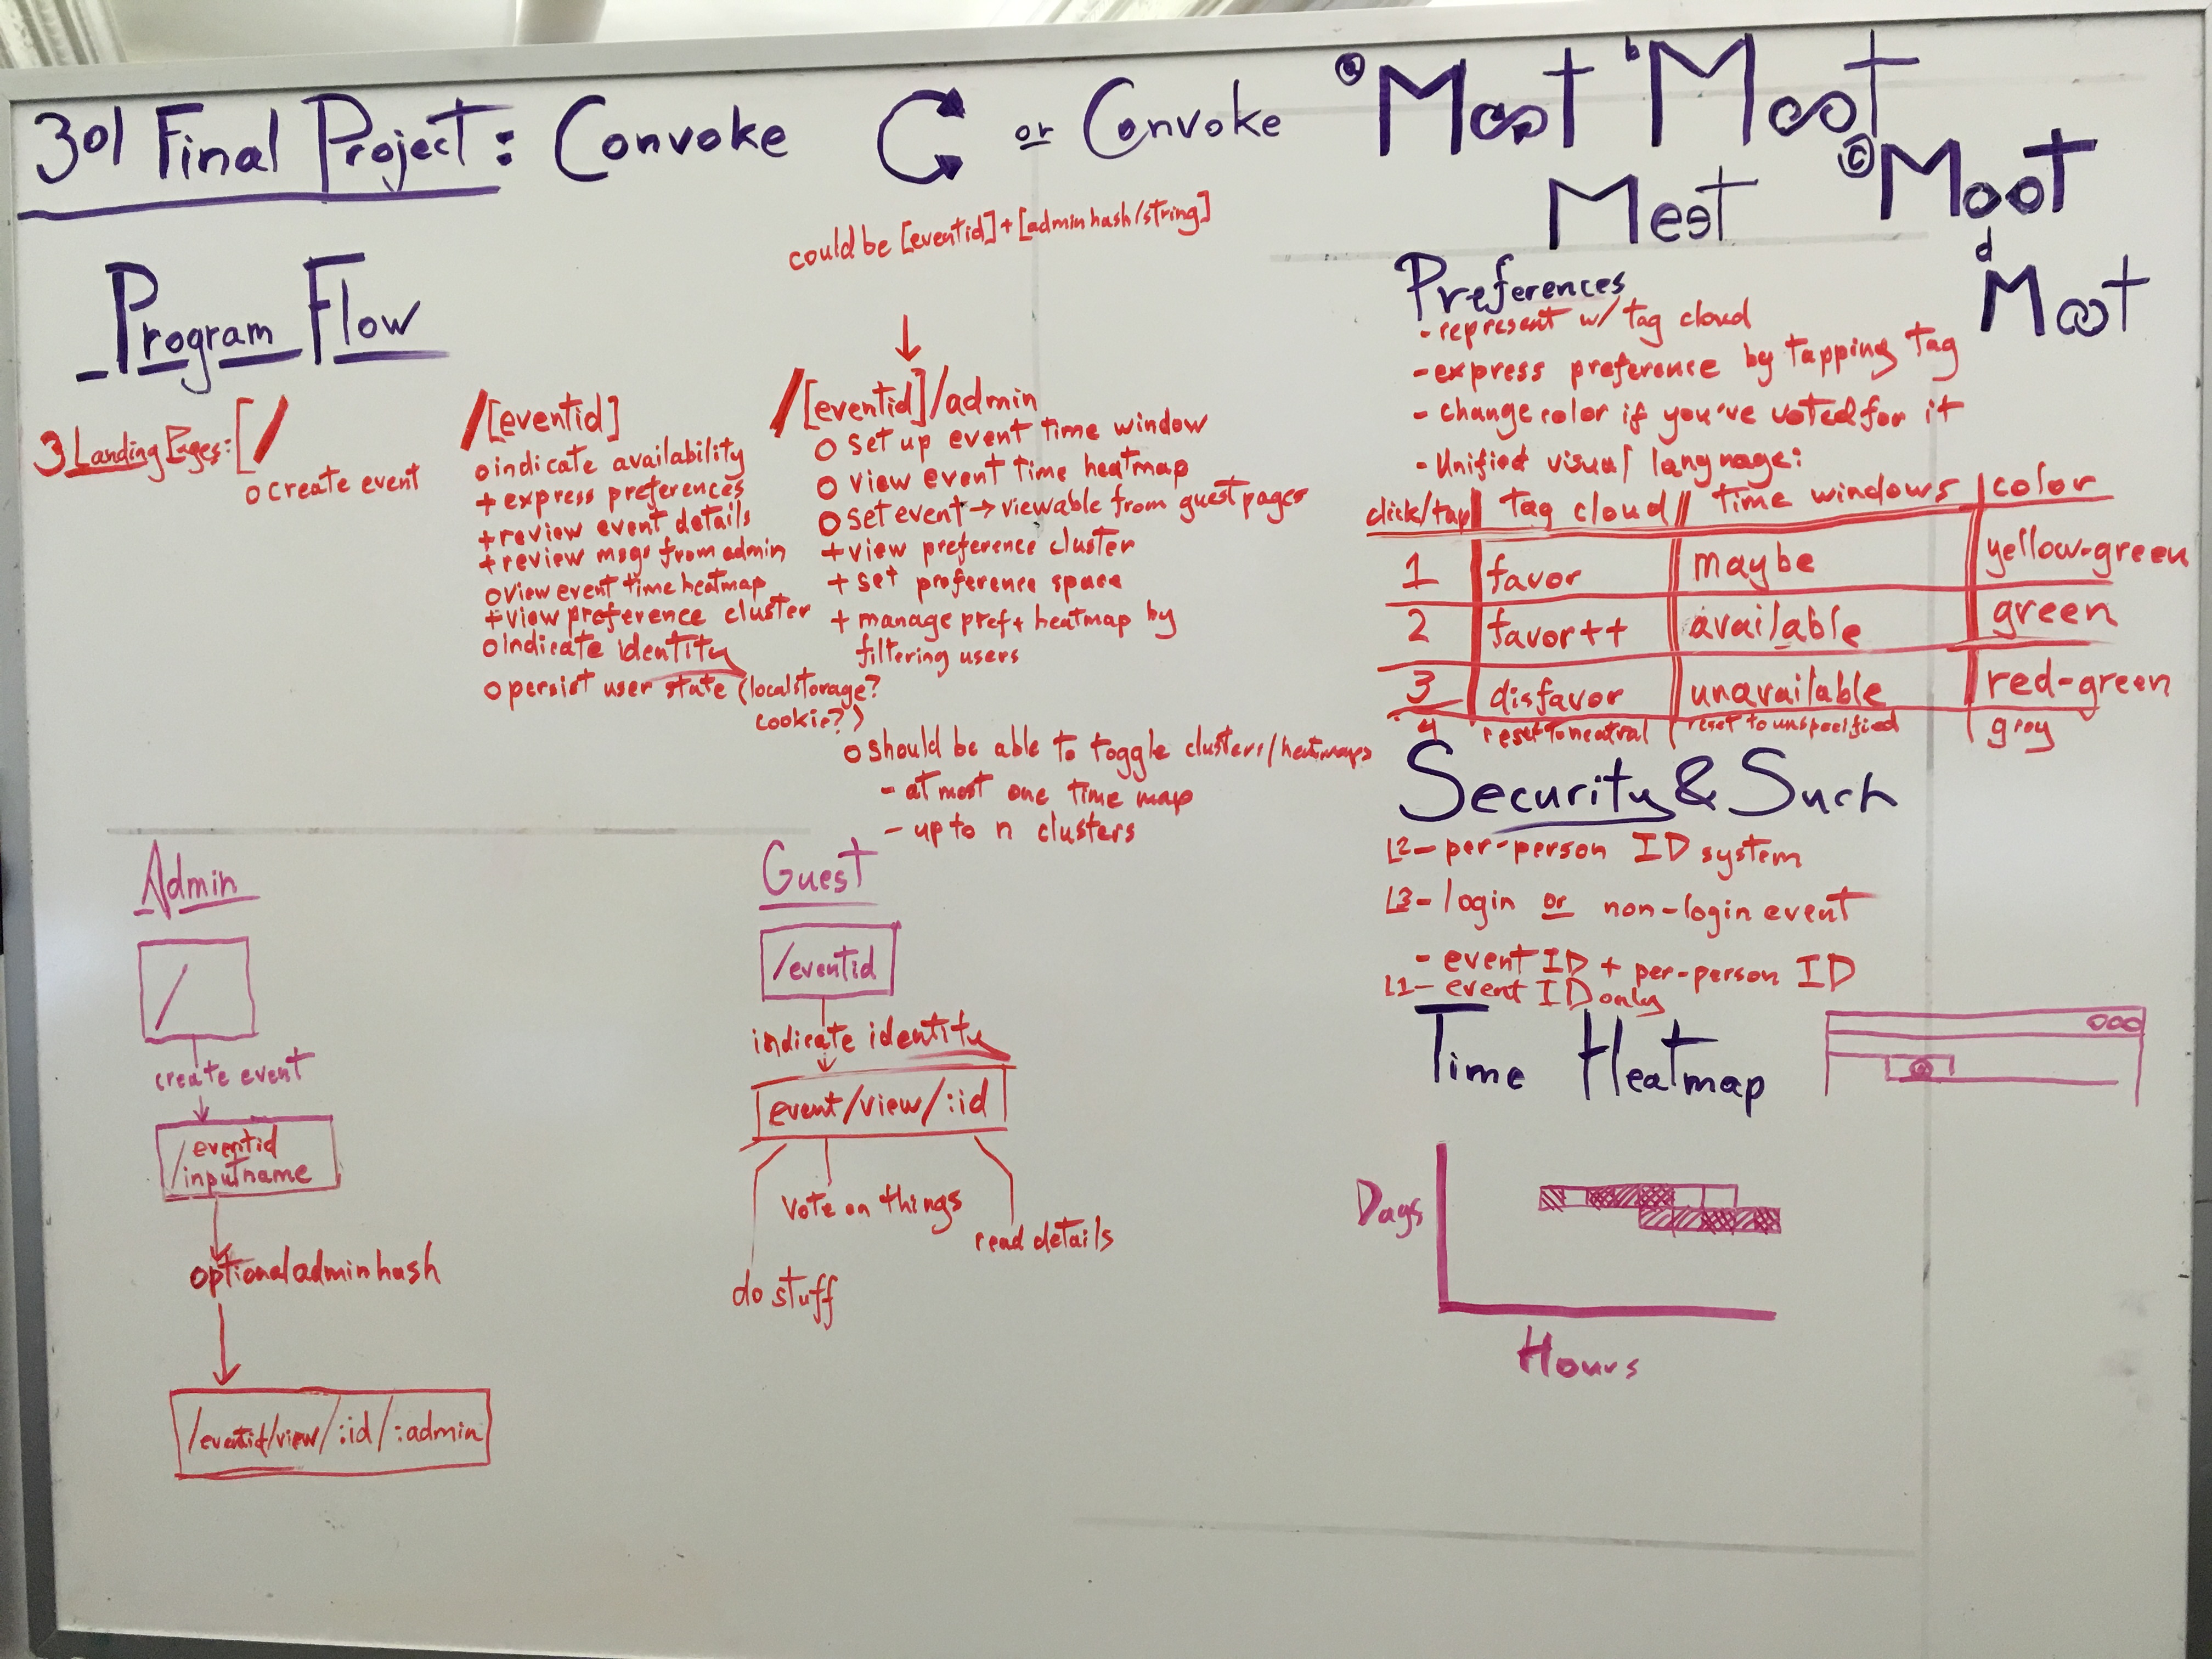 301 Final Project: Convoke
or Convoke
a Moot
b Moot
c Moot
d Moot
Meet
could be [eventid]+[admin hash/string]
Program Flow
3 Landing Pages:
/
o create event
/[eventid]
o indicate availability
+ express preferences
+ review event details
+ review msgs from admin
o view event time heatmap
+ view preference cluster
o Indicate identity
o persist user state (localstorage?
cookie?)
/[eventid]/admin
o set up event time window
o view event time heatmap
o set event → viewable from guest pages
+ view preference cluster
+ set preference space
+ manage pref + heatmap by
filtering users
o should be able to toggle clusters/heatmaps
- at most one time map
- up to n clusters
Preferences
- represent w/ tag cloud
- express preference by tapping tag
- change color if you've voted for it
- Unified visual language:
click/tap tag cloud time windows color
1 favor maybe yellow-green
2 favor++ available green
3 disfavor unavailable red-green
4 reset to neutral reset to unspecified grey
Security & Such
L2- per-person ID system
L3- login or non-login event
- event ID + per-person ID
L1- event ID only
Time Heatmap
Days
Hours
Admin
/
create event
/eventid
/inputname
optional admin hash
/eventid/view/:id/:admin
Guest
/eventid
indicate identity
event/view/:id
vote on things
read details
do stuff